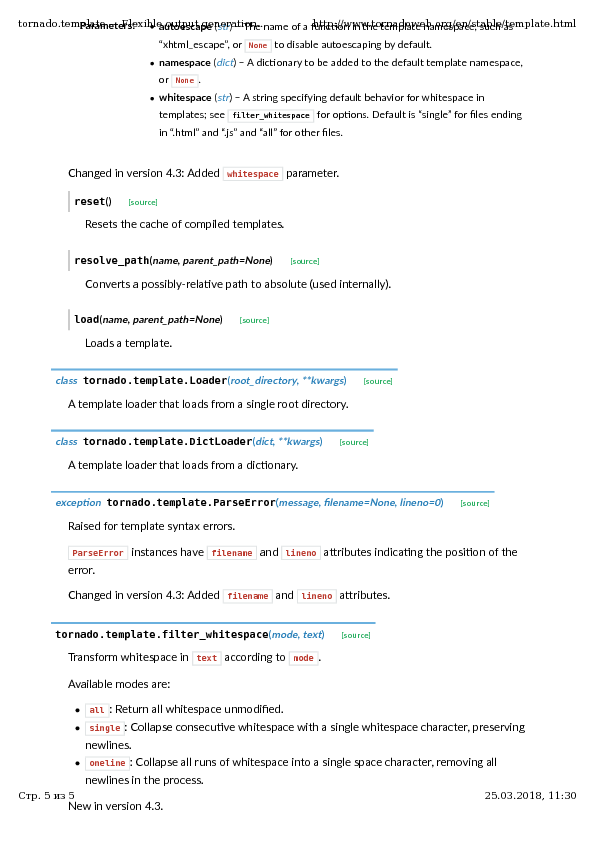 tornado.template — Flexible output generation http://www.tornadoweb.org/en/stable/template.html
Parameters: • autoescape (str) – The name of a function in the template namespace, such as
“xhtml_escape”, or None to disable autoescaping by default.
• namespace (dict) – A dictionary to be added to the default template namespace,
or None.
• whitespace (str) – A string specifying default behavior for whitespace in
templates; see filter_whitespace for options. Default is “single” for files ending
in “.html” and “.js” and “all” for other files.
Changed in version 4.3: Added whitespace parameter.
reset() [source]
Resets the cache of compiled templates.
resolve_path(name, parent_path=None) [source]
Converts a possibly-relative path to absolute (used internally).
load(name, parent_path=None) [source]
Loads a template.
class tornado.template.Loader(root_directory, **kwargs) [source]
A template loader that loads from a single root directory.
class tornado.template.DictLoader(dict, **kwargs) [source]
A template loader that loads from a dictionary.
exception tornado.template.ParseError(message, filename=None, lineno=0) [source]
Raised for template syntax errors.
ParseError instances have filename and lineno attributes indicating the position of the
error.
Changed in version 4.3: Added filename and lineno attributes.
tornado.template.filter_whitespace(mode, text) [source]
Transform whitespace in text according to mode.
Available modes are:
• all: Return all whitespace unmodified.
• single: Collapse consecutive whitespace with a single whitespace character, preserving
newlines.
• oneline: Collapse all runs of whitespace into a single space character, removing all
newlines in the process.
Стр. 5 из 5 25.03.2018, 11:30
New in version 4.3.